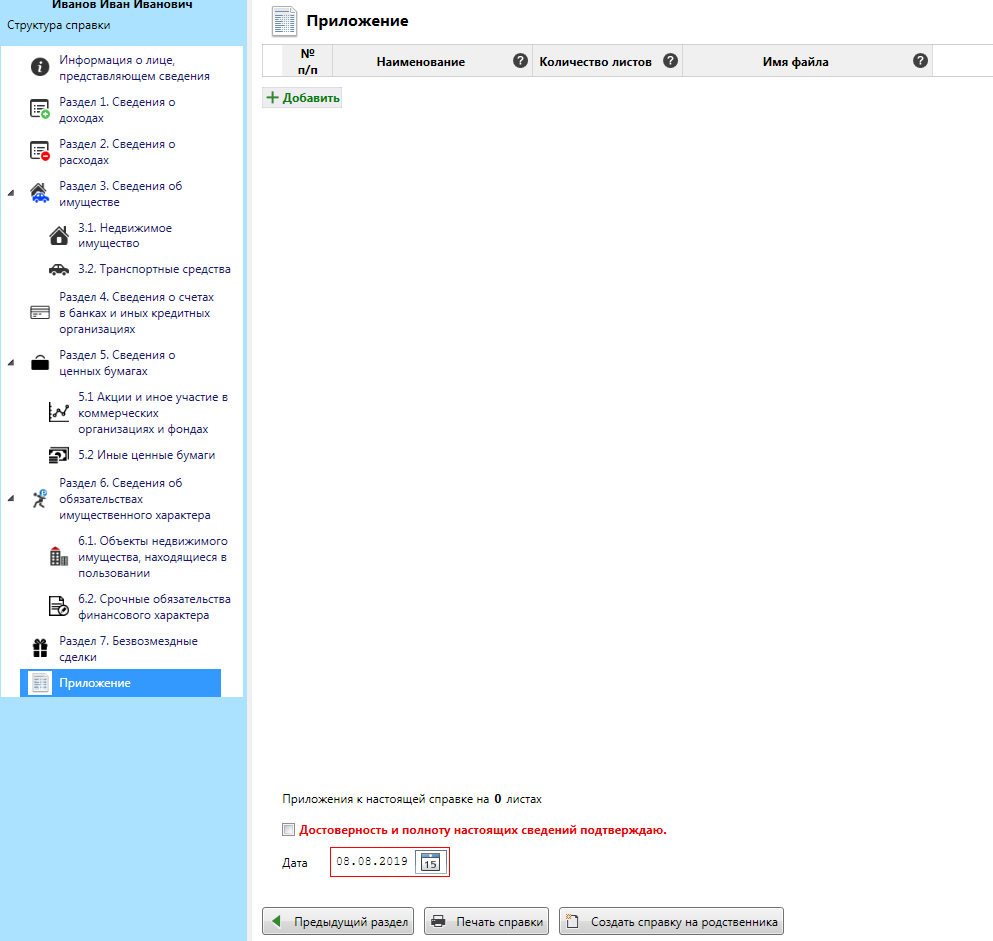 Иванов Иван Иванович
Структура справки
Информация о лице,
представляющем сведения
Раздел 1. Сведения о
доходах
Раздел 2. Сведения о
расходах
Раздел 3. Сведения об
имуществе
3.1. Недвижимое
имущество
3.2. Транспортные средства
Раздел 4. Сведения о счетах
в банках и иных кредитных
организациях
Раздел 5. Сведения о
ценных бумагах
5.1 Акции и иное участие в
коммерческих
организациях и фондах
5.2 Иные ценные бумаги
Раздел 6. Сведения об
обязательствах
имущественного характера
6.1. Объекты недвижимого
имущества, находящиеся в
пользовании
6.2. Срочные обязательства
финансового характера
Раздел 7. Безвозмездные
сделки
Приложение
Приложение
№
п/п
Наименование ?
Количество листов ?
Имя файла ?
+ Добавить
Приложения к настоящей справке на 0 листах
Достоверность и полноту настоящих сведений подтверждаю.
Дата 08.08.2019 15
Предыдущий раздел
Печать справки
Создать справку на родственника